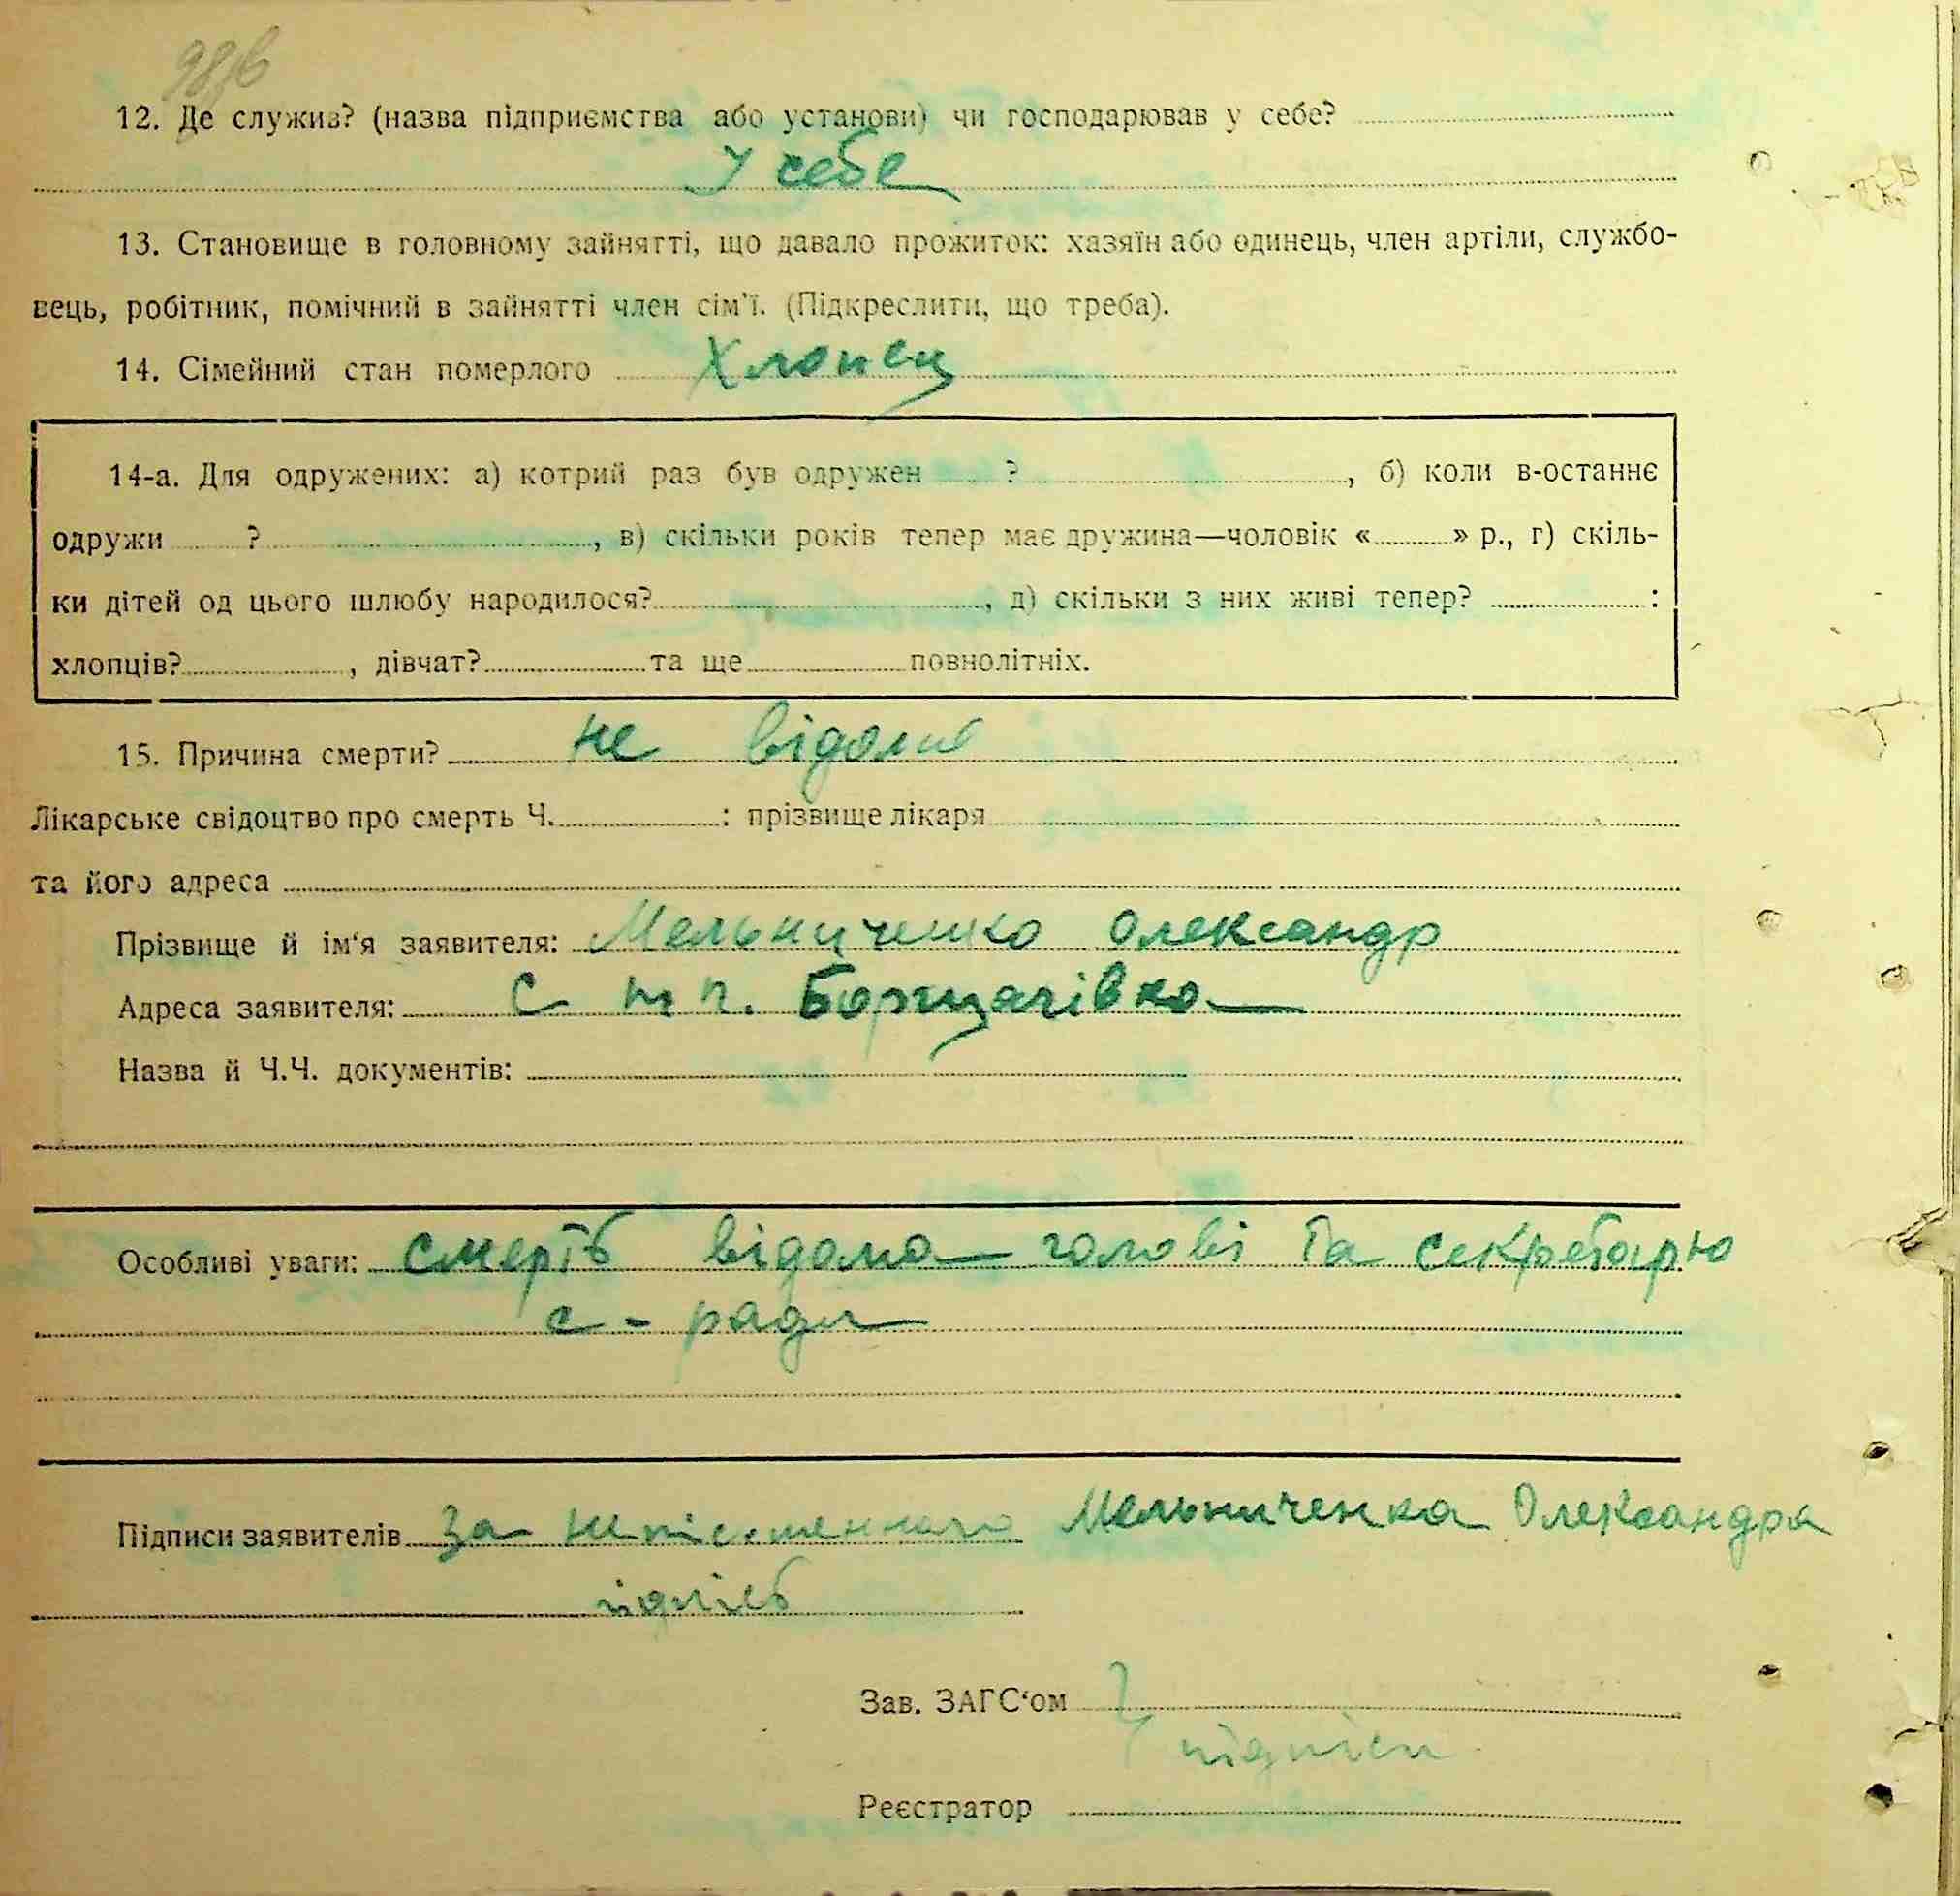 12. Де служив? (назва підприємства або установи) чи господарював у себе?
У себе
13. Становище в головному зайнятті, що давало прожиток: хазяїн або одинець, член артіли, службо-
вець, робітник, помічний в зайнятті член сім'ї. (Підкреслити, що треба).
14. Сімейний стан померлого Хлопец
14-а. Для одружених: а) котрий раз був одружен ? , б) коли в-останнє
одружи ? , в) скільки років тепер має дружина—чоловік « » р., г) скіль-
ки дітей од цього шлюбу народилося? , д) скільки з них живі тепер? :
хлопців? , дівчат? та ще повнолітніх.
15. Причина смерти? не відома
Лікарське свідоцтво про смерть Ч. : прізвище лікаря
та його адреса
Прізвище й ім'я заявителя: Мельниченко Олександр
Адреса заявителя: С м п. Борщагівка
Назва й Ч.Ч. документів:
Особливі уваги: смерть відома голові та секретарю
с-ради
Підписи заявителів За неписьменного Мельниченка Олександра
підпісь
Зав. ЗАГС'ом
підпіси
Реєстратор